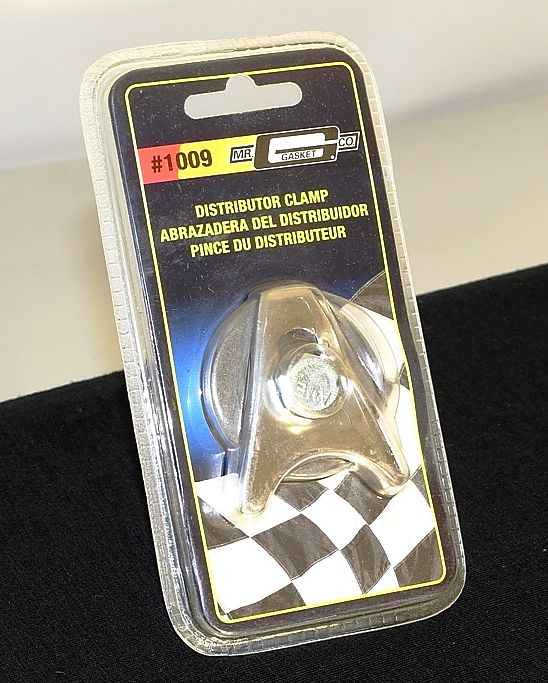 #1009 MR. GASKET CO.
DISTRIBUTOR CLAMP
ABRAZADERA DEL DISTRIBUIDOR
PINCE DU DISTRIBUTEUR